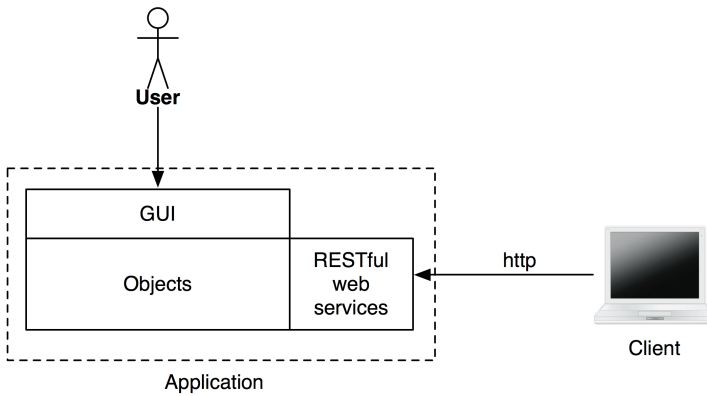 User
GUI
Objects
RESTful
web
services
http
Client
Application